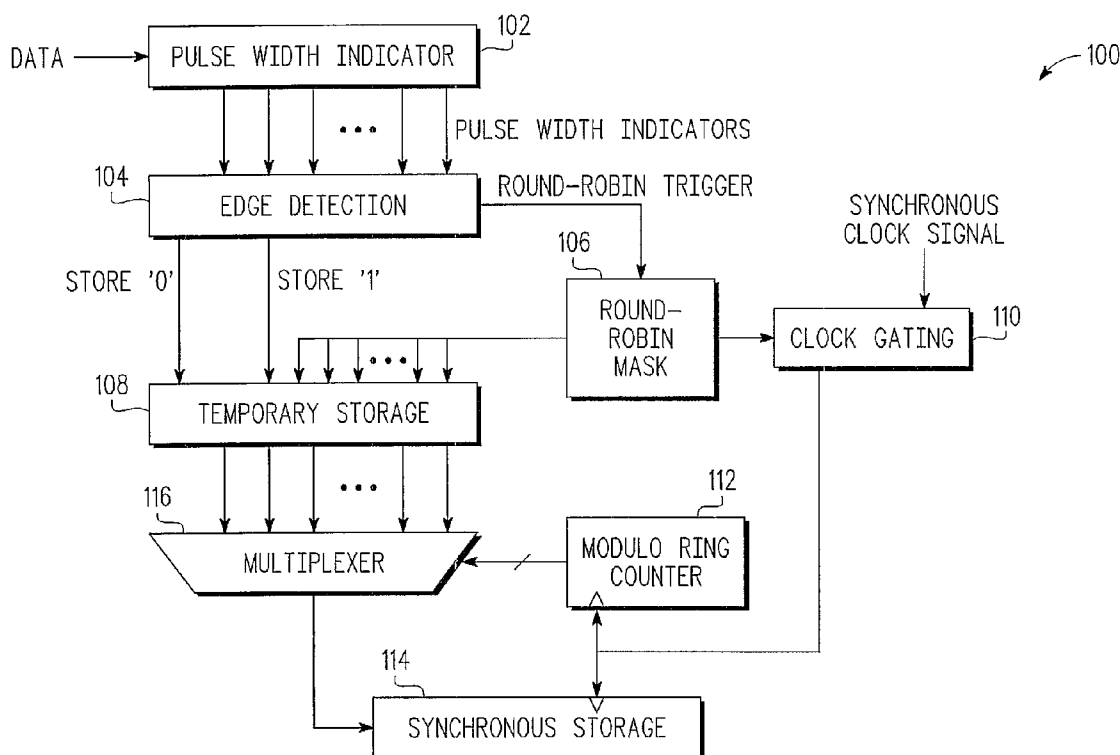 102
DATA
PULSE WIDTH INDICATOR
100
PULSE WIDTH INDICATORS
104
EDGE DETECTION
ROUND-ROBIN TRIGGER
SYNCHRONOUS
CLOCK SIGNAL
STORE '0'
STORE '1'
106
ROUND-
ROBIN
MASK
CLOCK GATING
110
108
TEMPORARY STORAGE
116
MULTIPLEXER
112
MODULO RING
COUNTER
114
SYNCHRONOUS STORAGE